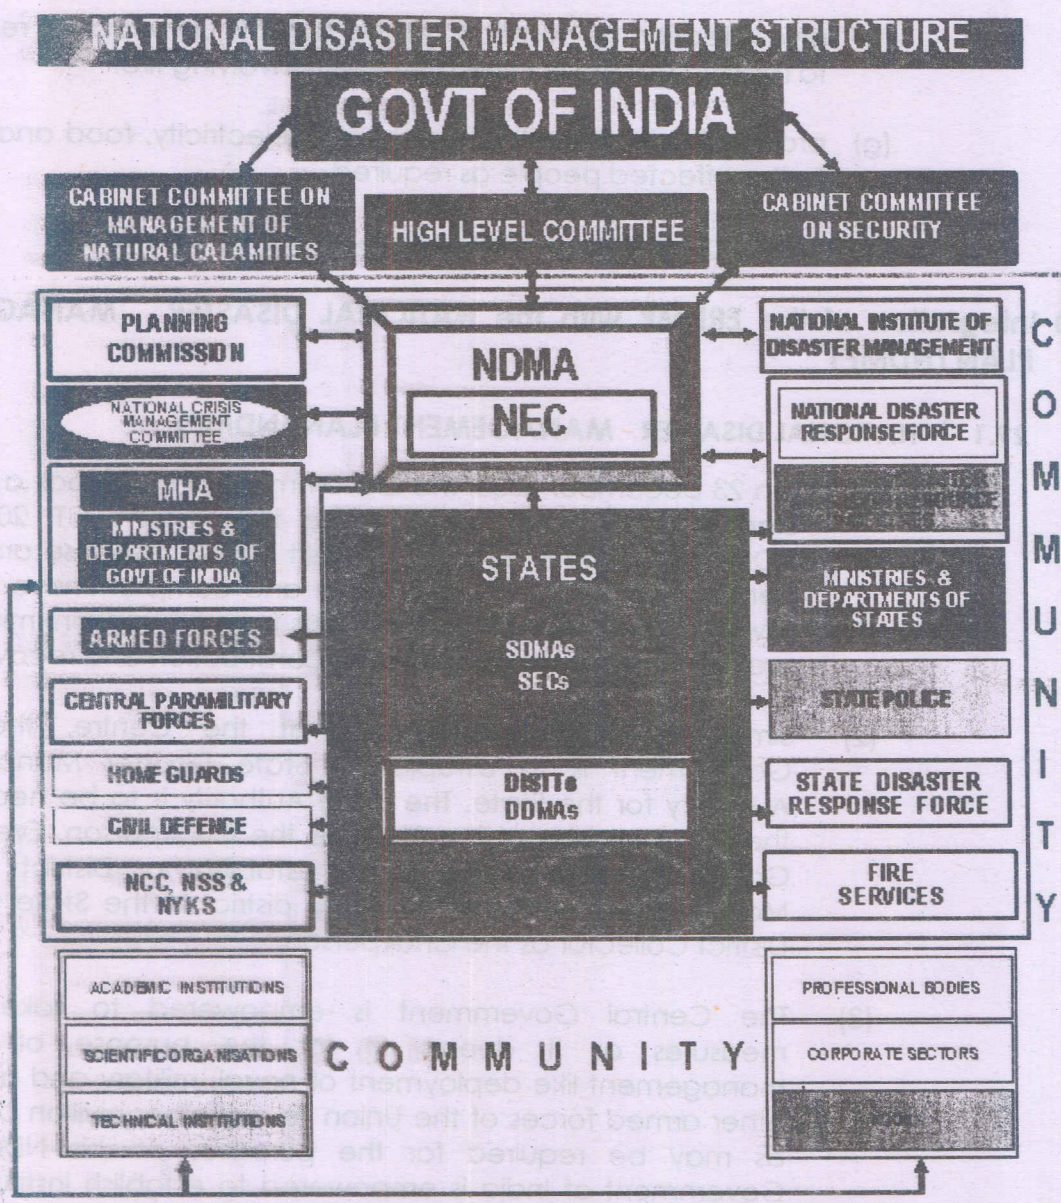 NATIONAL DISASTER MANAGEMENT STRUCTURE
GOVT OF INDIA
CABINET COMMITTEE ON
MANAGEMENT OF
NATURAL CALAMITIES
HIGH LEVEL COMMITTEE
CABINET COMMITTEE
ON SECURITY
PLANNING
COMMISSION
NATIONAL CRISIS
MANAGEMENT
COMMITTEE
MHA
MINISTRIES &
DEPARTMENTS OF
GOVT OF INDIA
ARMED FORCES
CENTRAL PARAMILITARY
FORCES
HOME GUARDS
CIVIL DEFENCE
NCC, NSS &
NYKS
NDMA
NEC
STATES
SDMAs
SECs
DISTTs
DDMAs
NATIONAL INSTITUTE OF
DISASTER MANAGEMENT
NATIONAL DISASTER
RESPONSE FORCE
MINISTRIES &
DEPARTMENTS OF
STATES
STATE POLICE
STATE DISASTER
RESPONSE FORCE
FIRE
SERVICES
COMMUNITY
ACADEMIC INSTITUTIONS
SCIENTIFIC ORGANISATIONS
TECHNICAL INSTITUTIONS
COMMUNITY
PROFESSIONAL BODIES
CORPORATE SECTORS